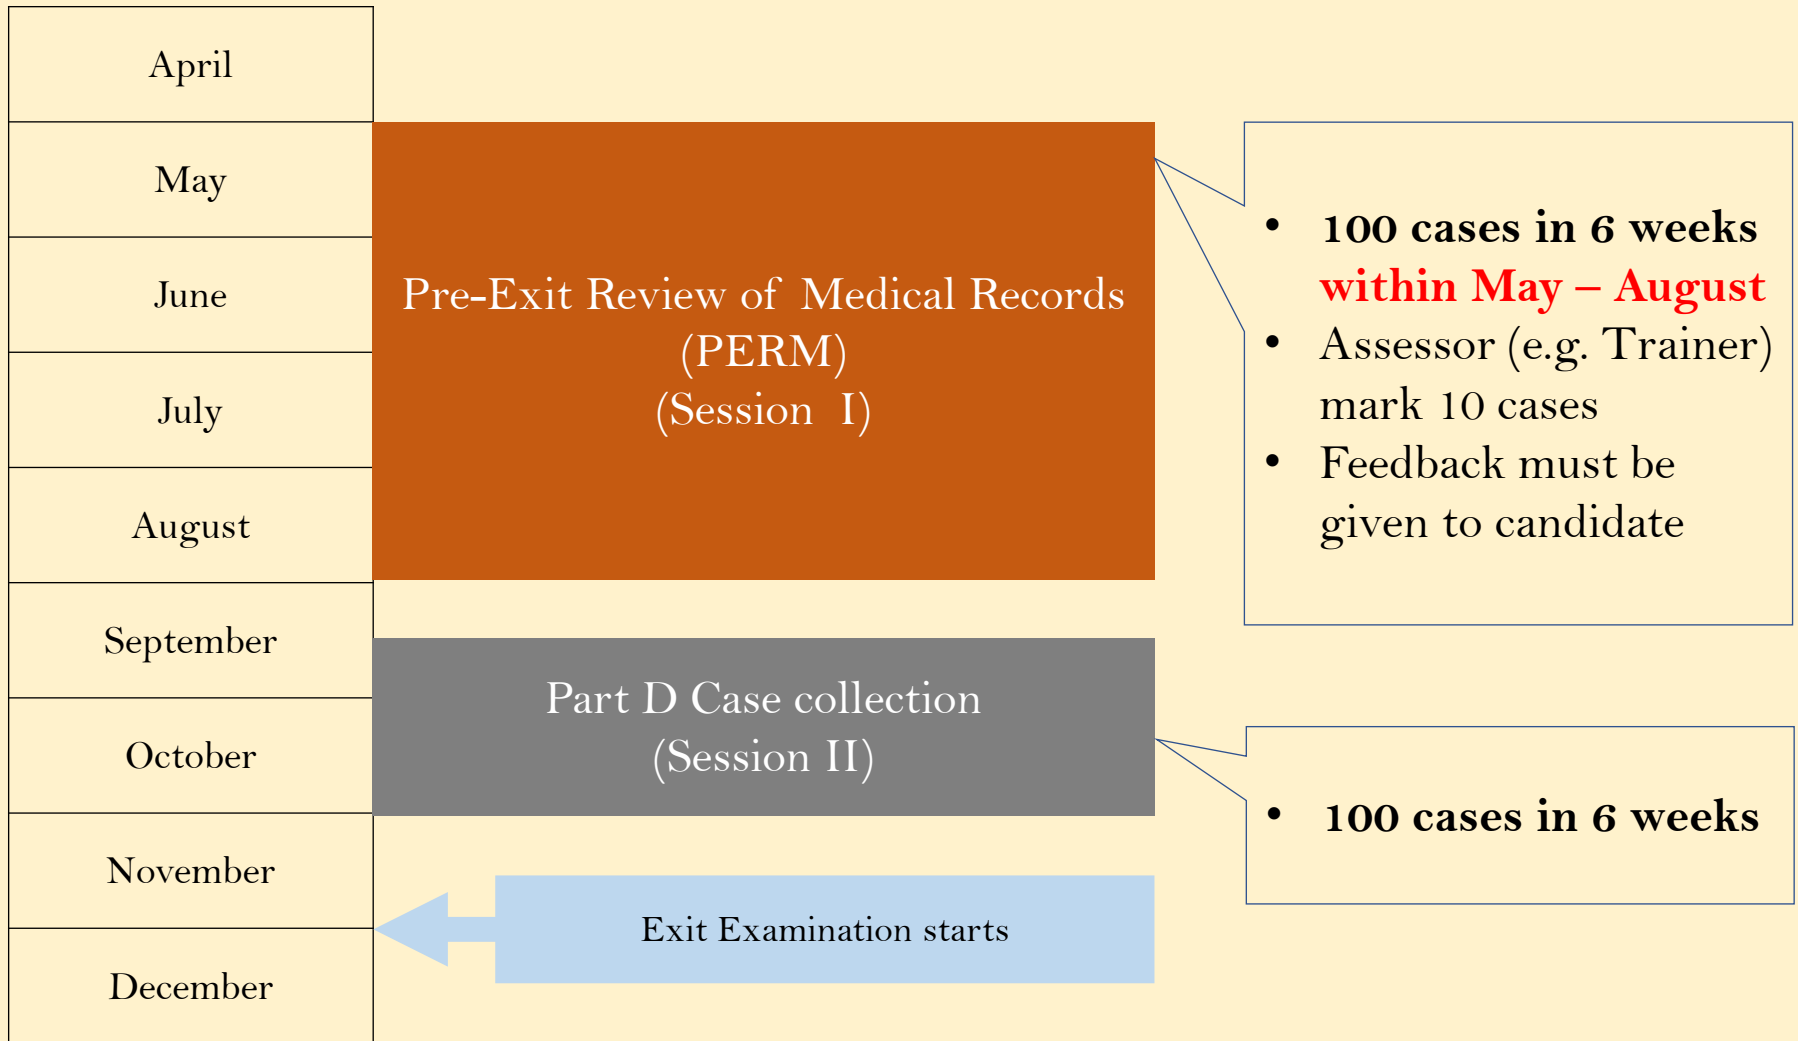 April
May
June
July
August
September
October
November
December
Pre-Exit Review of Medical Records
(PERM)
(Session I)
• 100 cases in 6 weeks
within May – August
• Assessor (e.g. Trainer)
mark 10 cases
• Feedback must be
given to candidate
Part D Case collection
(Session II)
• 100 cases in 6 weeks
Exit Examination starts